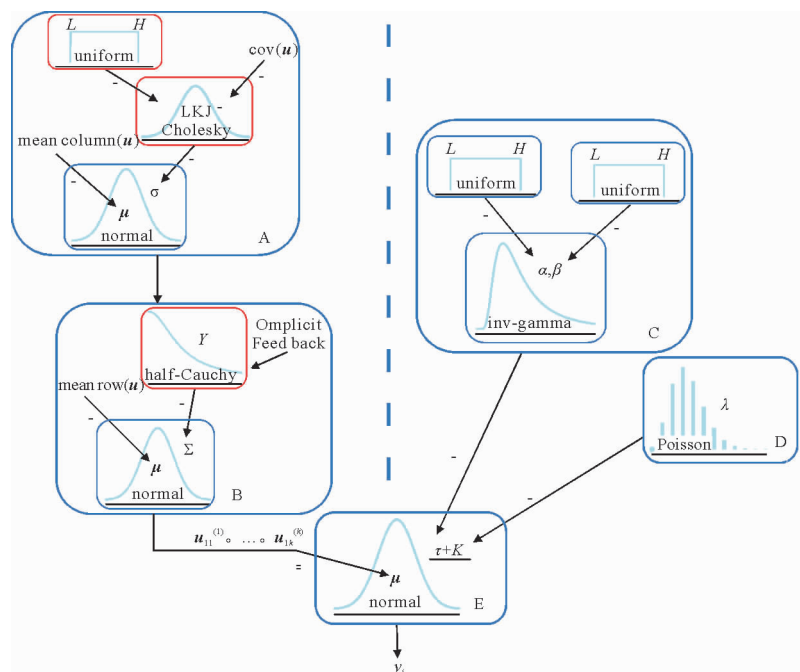 L H
uniform
cov(u)
LKJ
Cholesky
mean column(u)
σ
μ
normal
A
Y
Omplicit
Feed back
half-Cauchy
mean row(u)
Σ
μ
normal
B
u₁₁⁽¹⁾。…。u₁ₖ⁽ᵏ⁾
=
L H
uniform
L H
uniform
α,β
inv-gamma
C
λ
Poisson
D
τ+K
μ
normal
E